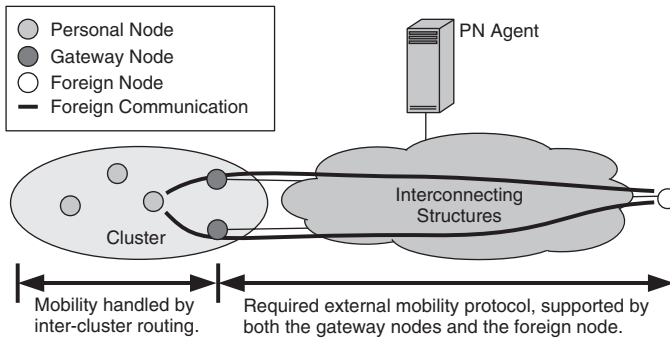 Personal Node
Gateway Node
Foreign Node
Foreign Communication
PN Agent
Interconnecting
Structures
Cluster
Mobility handled by
inter-cluster routing.
Required external mobility protocol, supported by
both the gateway nodes and the foreign node.